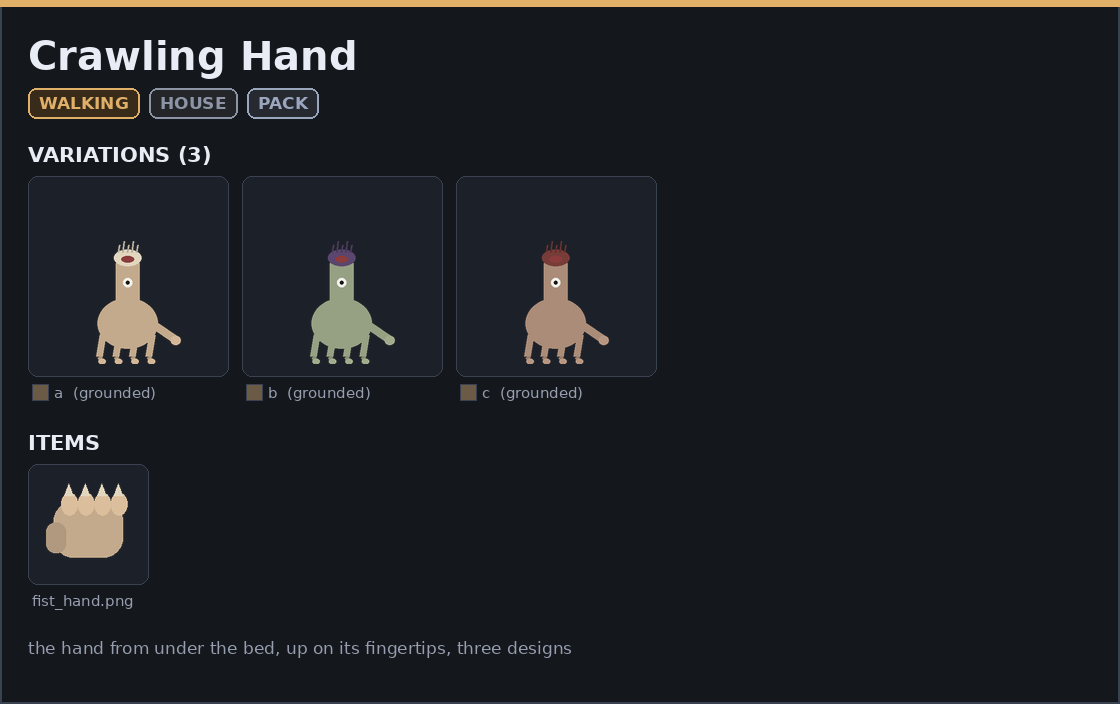 Crawling Hand
WALKING HOUSE PACK
VARIATIONS (3)
a (grounded) b (grounded) c (grounded)
ITEMS
fist_hand.png
the hand from under the bed, up on its fingertips, three designs